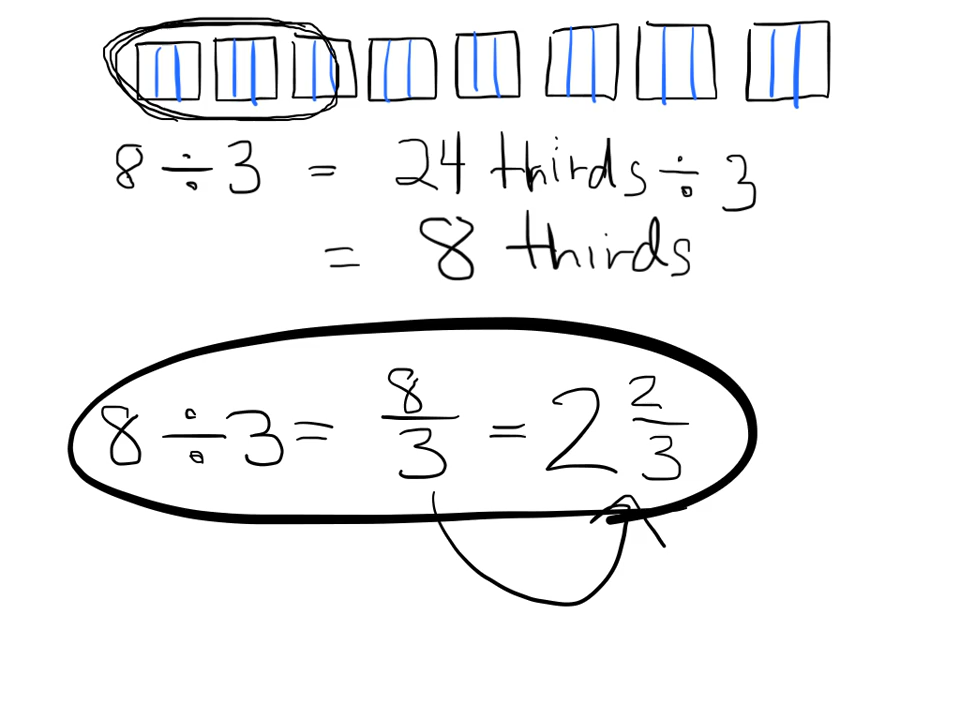 8 ÷ 3 = 24 thirds ÷ 3
= 8 thirds
8 ÷ 3 = 8/3 = 2 2/3